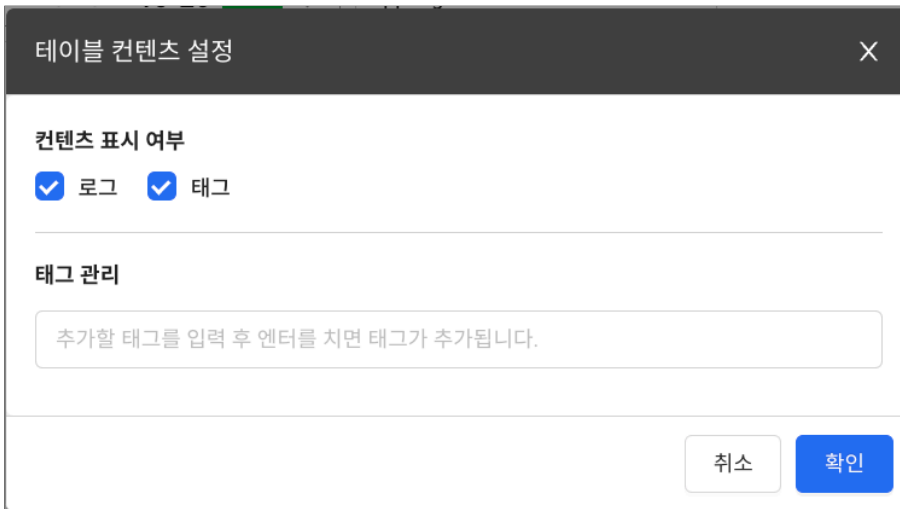 테이블 컨텐츠 설정
컨텐츠 표시 여부
로그 태그
태그 관리
추가할 태그를 입력 후 엔터를 치면 태그가 추가됩니다.
취소 확인